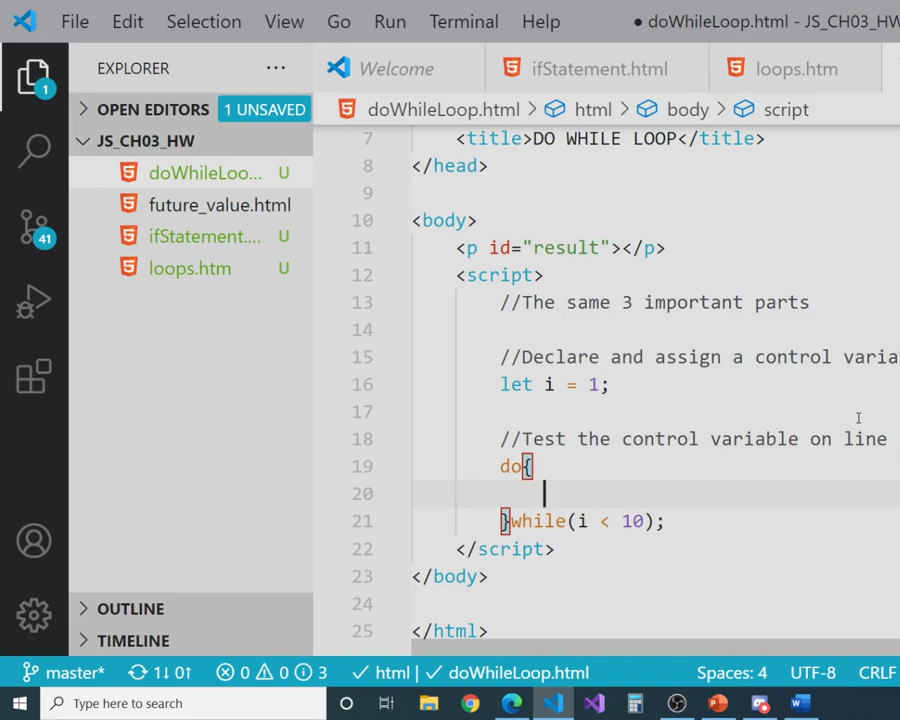 File Edit Selection View Go Run Terminal Help ● doWhileLoop.html - JS_CH03_HW
EXPLORER ... Welcome ifStatement.html loops.htm
1
OPEN EDITORS 1 UNSAVED doWhileLoop.html > html > body > script
JS_CH03_HW
doWhileLoo... U
future_value.html
ifStatement.... U
loops.htm U
41
7 <title>DO WHILE LOOP</title>
8 </head>
9
10 <body>
11 <p id="result"></p>
12 <script>
13 //The same 3 important parts
14
15 //Declare and assign a control varia
16 let i = 1;
17
18 //Test the control variable on line
19 do{
20
21 }while(i < 10);
22 </script>
23 </body>
24
25 </html>
OUTLINE
TIMELINE
master* 1↓ 0↑ 0 0 3 html | doWhileLoop.html Spaces: 4 UTF-8 CRLF
Type here to search